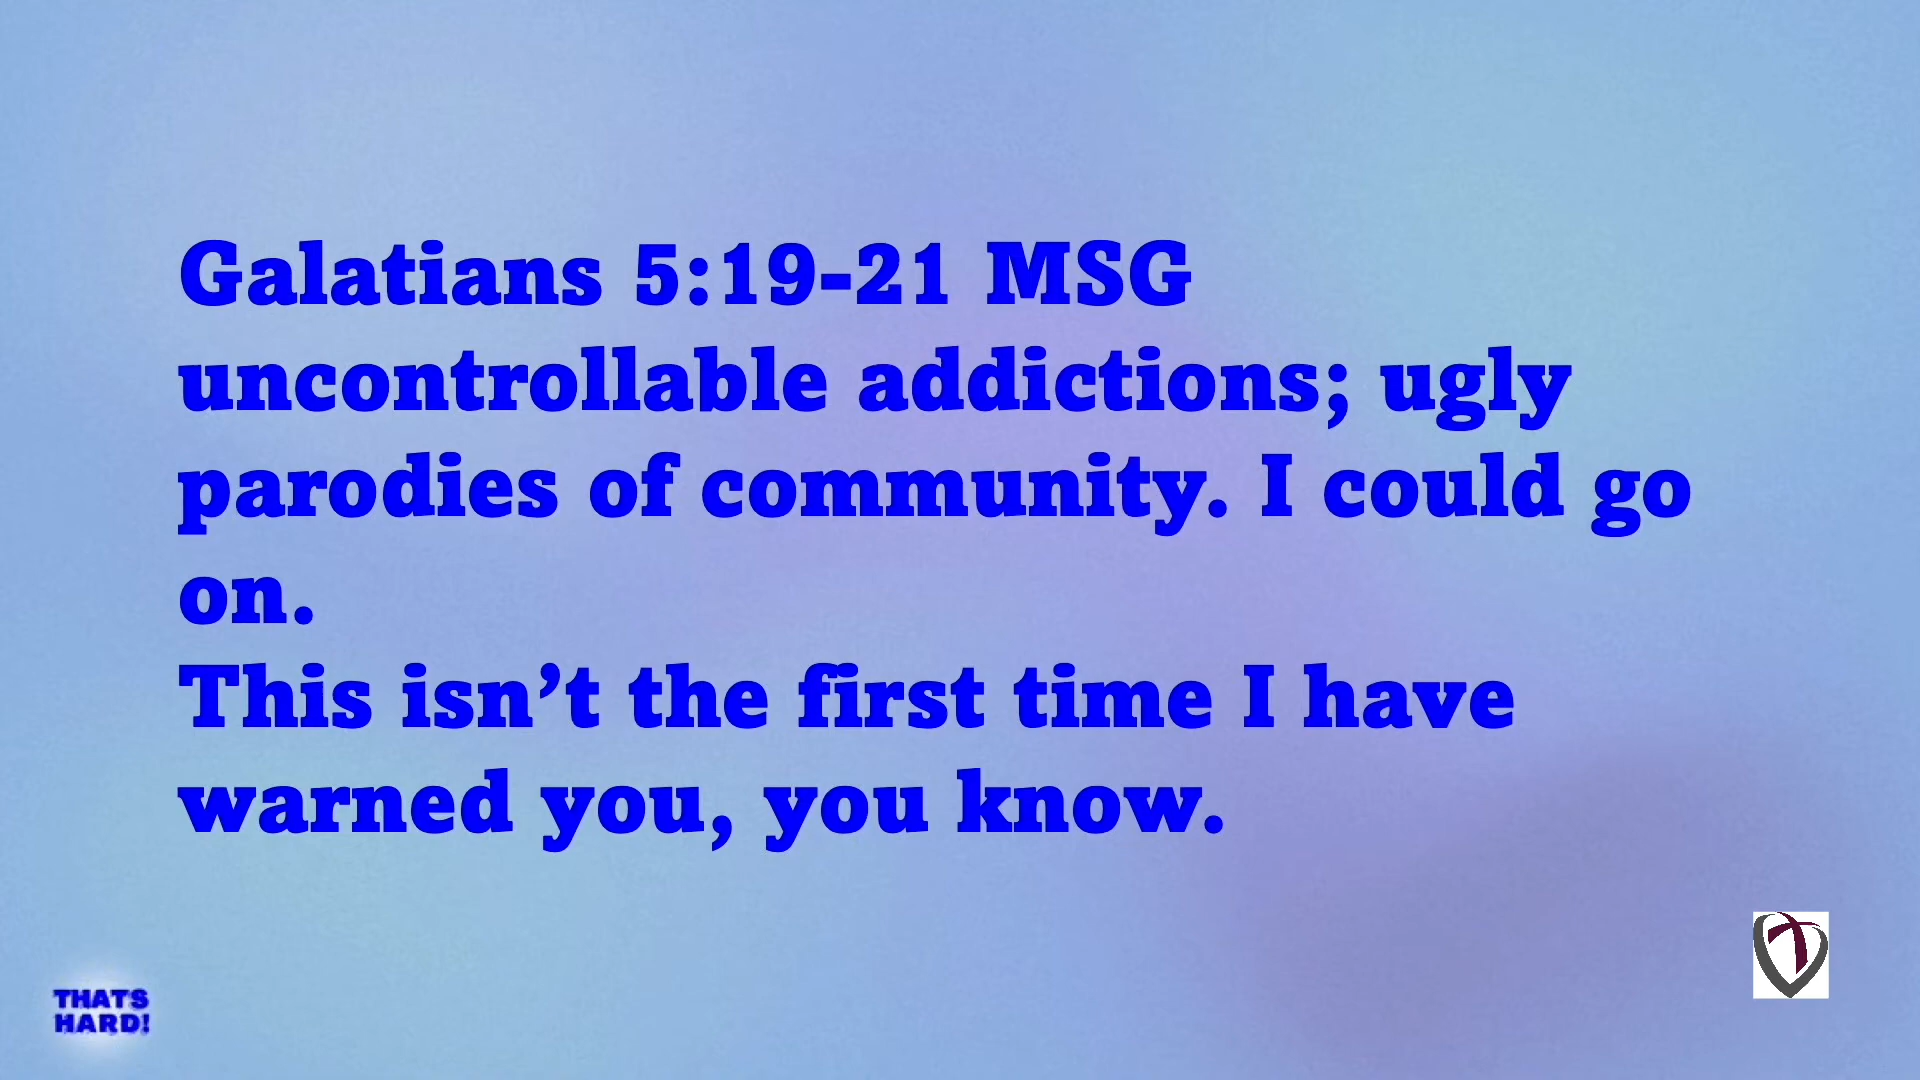 Galatians 5:19-21 MSG
uncontrollable addictions; ugly
parodies of community. I could go
on.
This isn’t the first time I have
warned you, you know.
THATS
HARD!